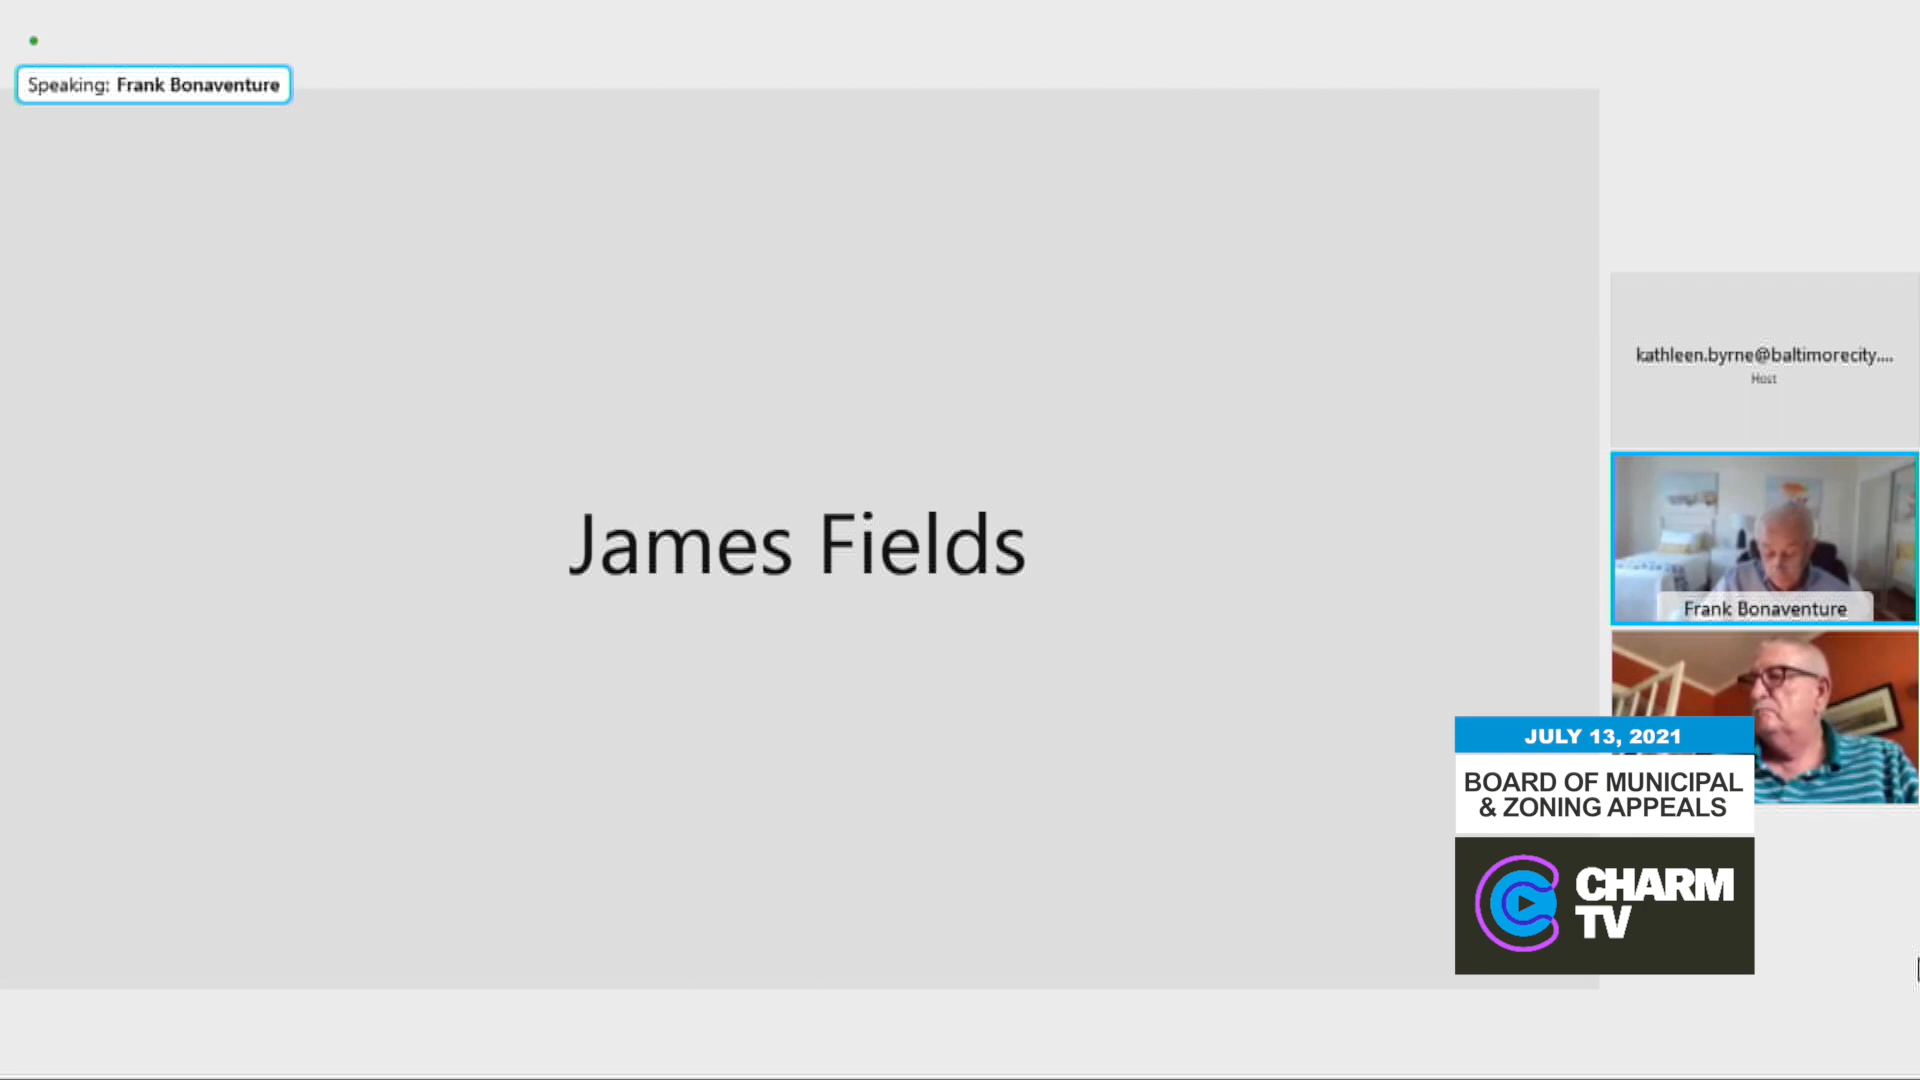 Speaking: Frank Bonaventure
James Fields
kathleen.byrne@baltimorecity....
Host
Frank Bonaventure
JULY 13, 2021
BOARD OF MUNICIPAL
& ZONING APPEALS
CHARM
TV